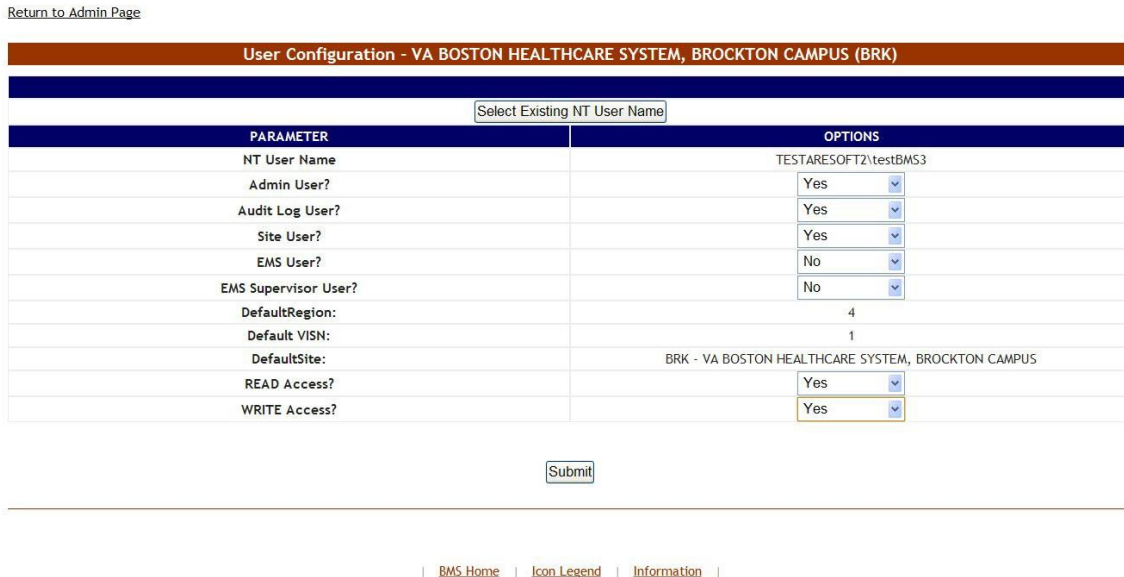 Return to Admin Page
User Configuration - VA BOSTON HEALTHCARE SYSTEM, BROCKTON CAMPUS (BRK)
Select Existing NT User Name
PARAMETER OPTIONS
NT User Name TESTARESOFT2\testBMS3
Admin User? Yes
Audit Log User? Yes
Site User? Yes
EMS User? No
EMS Supervisor User? No
DefaultRegion: 4
Default VISN: 1
DefaultSite: BRK - VA BOSTON HEALTHCARE SYSTEM, BROCKTON CAMPUS
READ Access? Yes
WRITE Access? Yes
Submit
| BMS Home | Icon Legend | Information |